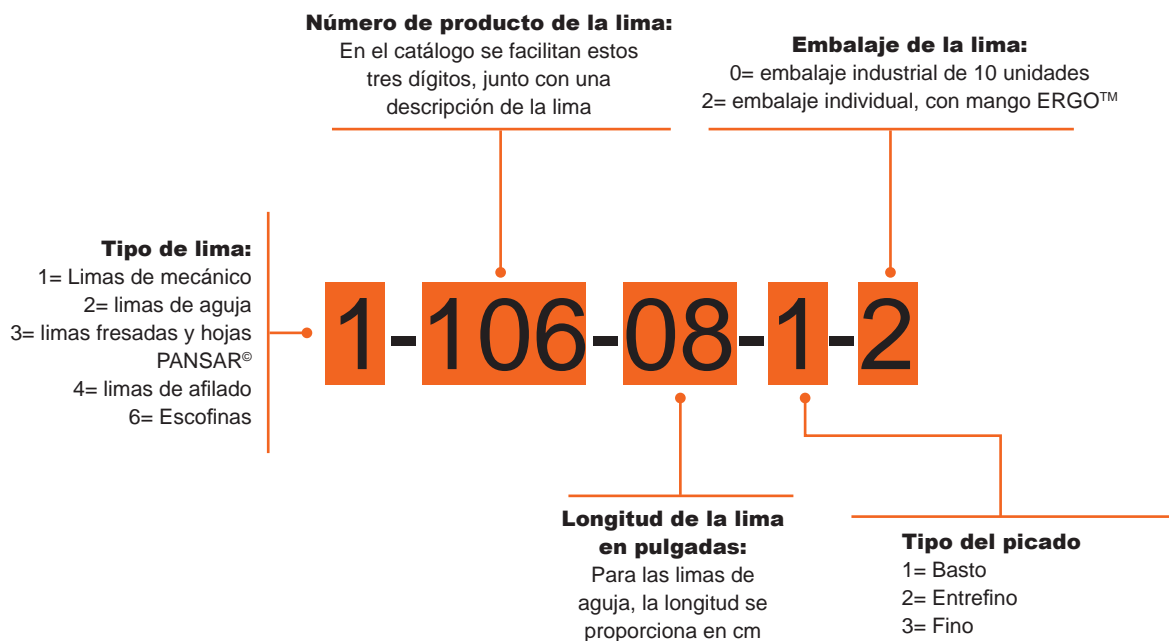 Número de producto de la lima:
En el catálogo se facilitan estos
tres dígitos, junto con una
descripción de la lima
Embalaje de la lima:
0= embalaje industrial de 10 unidades
2= embalaje individual, con mango ERGO™
Tipo de lima:
1= Limas de mecánico
2= limas de aguja
3= limas fresadas y hojas
PANSAR©
4= limas de afilado
6= Escofinas
1-106-08-1-2
Longitud de la lima
en pulgadas:
Para las limas de
aguja, la longitud se
proporciona en cm
Tipo del picado
1= Basto
2= Entrefino
3= Fino